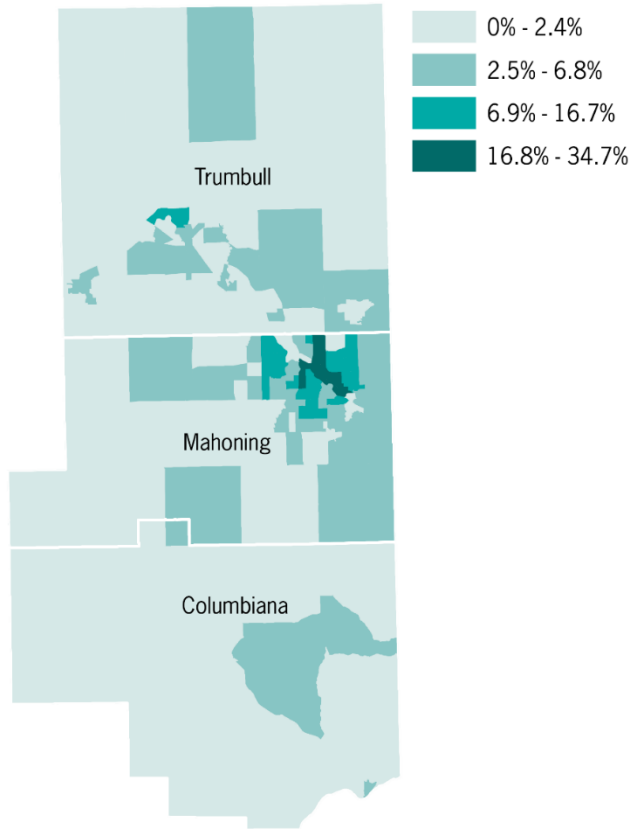 0% - 2.4%
2.5% - 6.8%
6.9% - 16.7%
16.8% - 34.7%
Trumbull
Mahoning
Columbiana